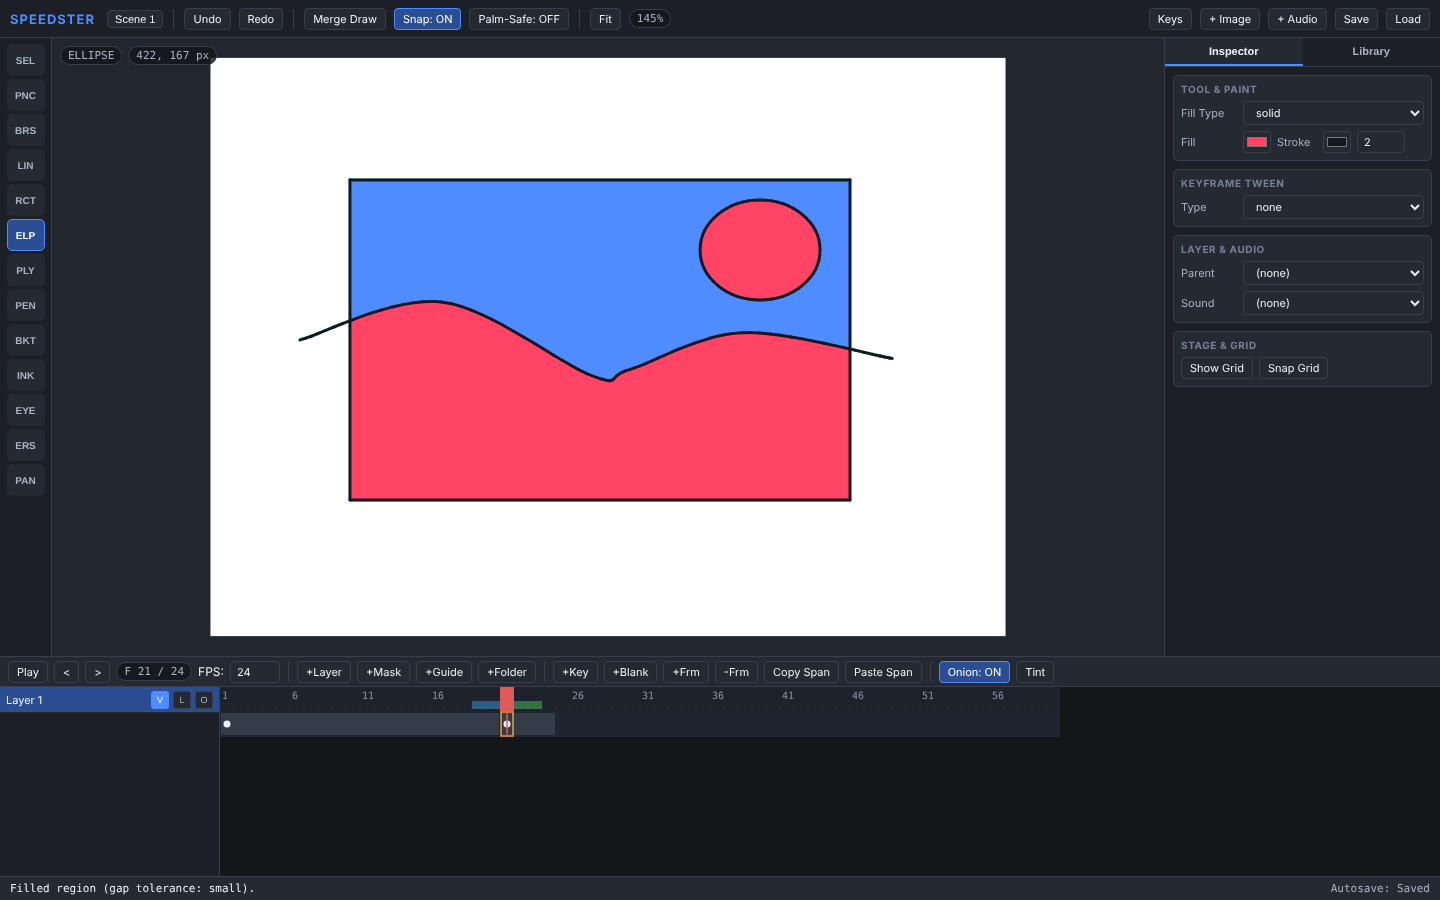 SPEEDSTER Scene 1 Undo Redo Merge Draw Snap: ON Palm-Safe: OFF Fit 145% Keys + Image + Audio Save Load
SEL
PNC
BRS
LIN
RCT
ELP
PLY
PEN
BKT
INK
EYE
ERS
PAN
ELLIPSE 422, 167 px
Inspector Library
TOOL & PAINT
Fill Type solid
Fill Stroke 2
KEYFRAME TWEEN
Type none
LAYER & AUDIO
Parent (none)
Sound (none)
STAGE & GRID
Show Grid Snap Grid
Play < > F 21 / 24 FPS: 24 +Layer +Mask +Guide +Folder +Key +Blank +Frm -Frm Copy Span Paste Span Onion: ON Tint
Layer 1 V L O 1 6 11 16 26 31 36 41 46 51 56
Filled region (gap tolerance: small). Autosave: Saved